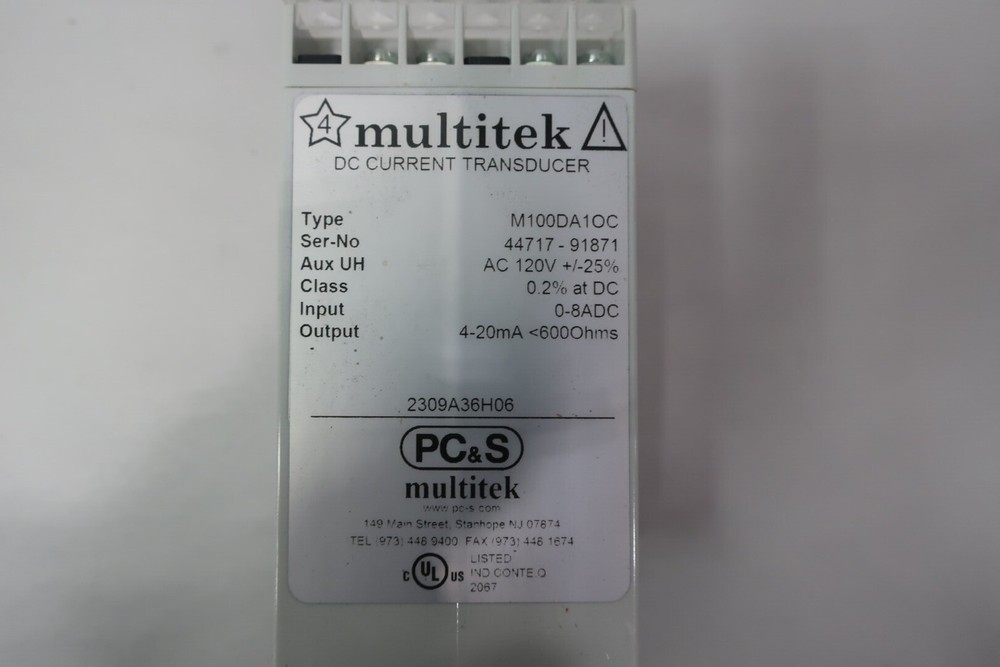 4 multitek !
DC CURRENT TRANSDUCER
Type M100DA1OC
Ser-No 44717 - 91871
Aux UH AC 120V +/-25%
Class 0.2% at DC
Input 0-8ADC
Output 4-20mA <600Ohms
2309A36H06
PC&S
multitek
www.pc-s.com
149 Main Street, Stanhope NJ 07874
TEL (973) 448 9400 FAX (973) 448 1674
C UL US LISTED
IND.CONT.EQ
2067